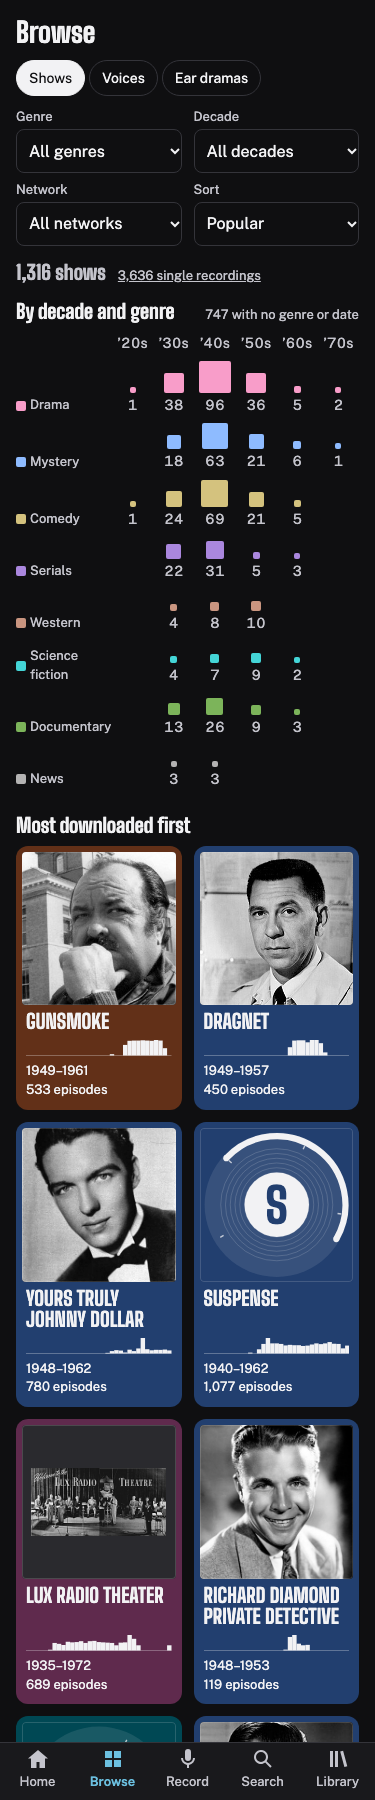 Browse
Shows
Voices
Ear dramas
Genre
Decade
All genres
All decades
Network
Sort
All networks
Popular
1,316 shows
3,636 single recordings
By decade and genre
747 with no genre or date
’20s ’30s ’40s ’50s ’60s ’70s
Drama 1 38 96 36 5 2
Mystery 18 63 21 6 1
Comedy 1 24 69 21 5
Serials 22 31 5 3
Western 4 8 10
Science
fiction 4 7 9 2
Documentary 13 26 9 3
News 3 3
Most downloaded first
GUNSMOKE
1949–1961
533 episodes
DRAGNET
1949–1957
450 episodes
YOURS TRULY
JOHNNY DOLLAR
1948–1962
780 episodes
S
SUSPENSE
1940–1962
1,077 episodes
LUX RADIO THEATRE
LUX RADIO THEATER
1935–1972
689 episodes
RICHARD DIAMOND
PRIVATE DETECTIVE
1948–1953
119 episodes
Home
Browse
Record
Search
Library